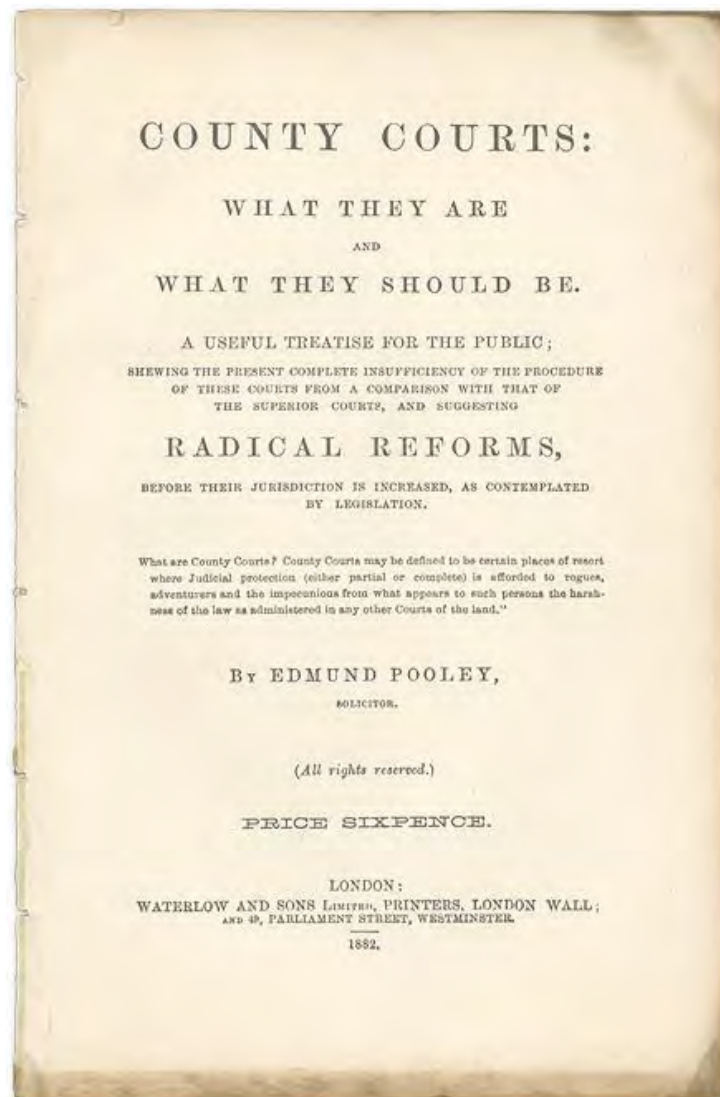 COUNTY COURTS:
WHAT THEY ARE
AND
WHAT THEY SHOULD BE.
A USEFUL TREATISE FOR THE PUBLIC;
SHEWING THE PRESENT COMPLETE INSUFFICIENCY OF THE PROCEDURE
OF THESE COURTS FROM A COMPARISON WITH THAT OF
THE SUPERIOR COURTS, AND SUGGESTING
RADICAL REFORMS,
BEFORE THEIR JURISDICTION IS INCREASED, AS CONTEMPLATED
BY LEGISLATION.
What are County Courts? County Courts may be defined to be certain places of resort
where Judicial protection (either partial or complete) is afforded to rogues,
adventurers and the impecunious from what appears to such persons the harsh-
ness of the law as administered in any other Courts of the land."
By EDMUND POOLEY,
SOLICITOR.
(All rights reserved.)
PRICE SIXPENCE.
LONDON:
WATERLOW AND SONS LIMITED, PRINTERS, LONDON WALL;
AND 49, PARLIAMENT STREET, WESTMINSTER.
1882.